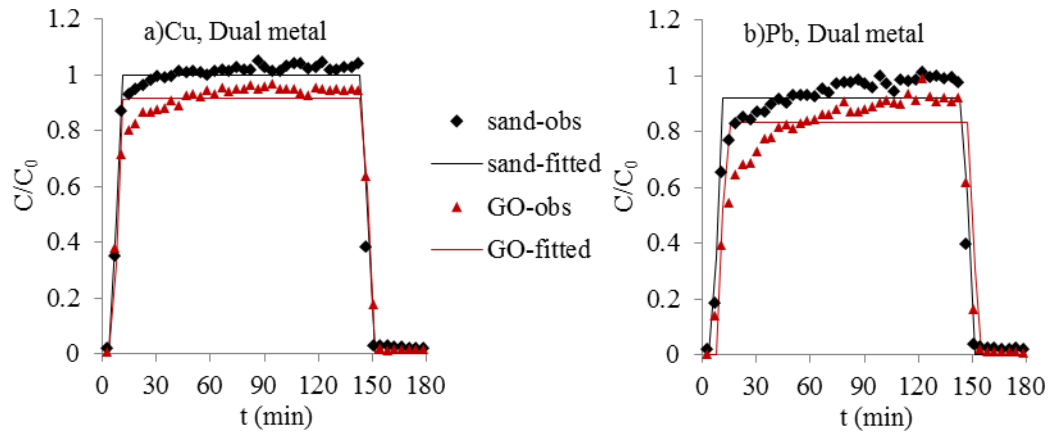 a)Cu, Dual metal
C/C0
1.2
1
0.8
0.6
0.4
0.2
0
0 30 60 90 120 150 180
t (min)
sand-obs
sand-fitted
GO-obs
GO-fitted
b)Pb, Dual metal
C/C0
1.2
1
0.8
0.6
0.4
0.2
0
0 30 60 90 120 150 180
t (min)